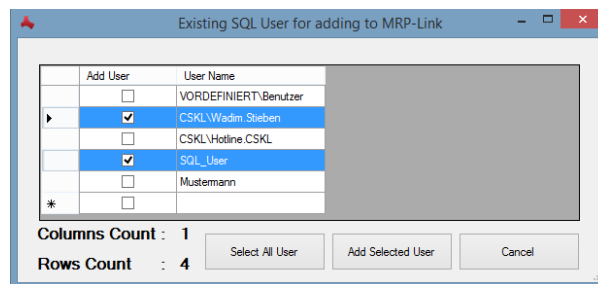 Existing SQL User for adding to MRP-Link
Add User User Name
VORDEFINIERT\Benutzer
CSKL\Wadim.Stieben
CSKL\Hotline.CSKL
SQL_User
Mustermann
Columns Count : 1
Rows Count : 4
Select All User Add Selected User Cancel